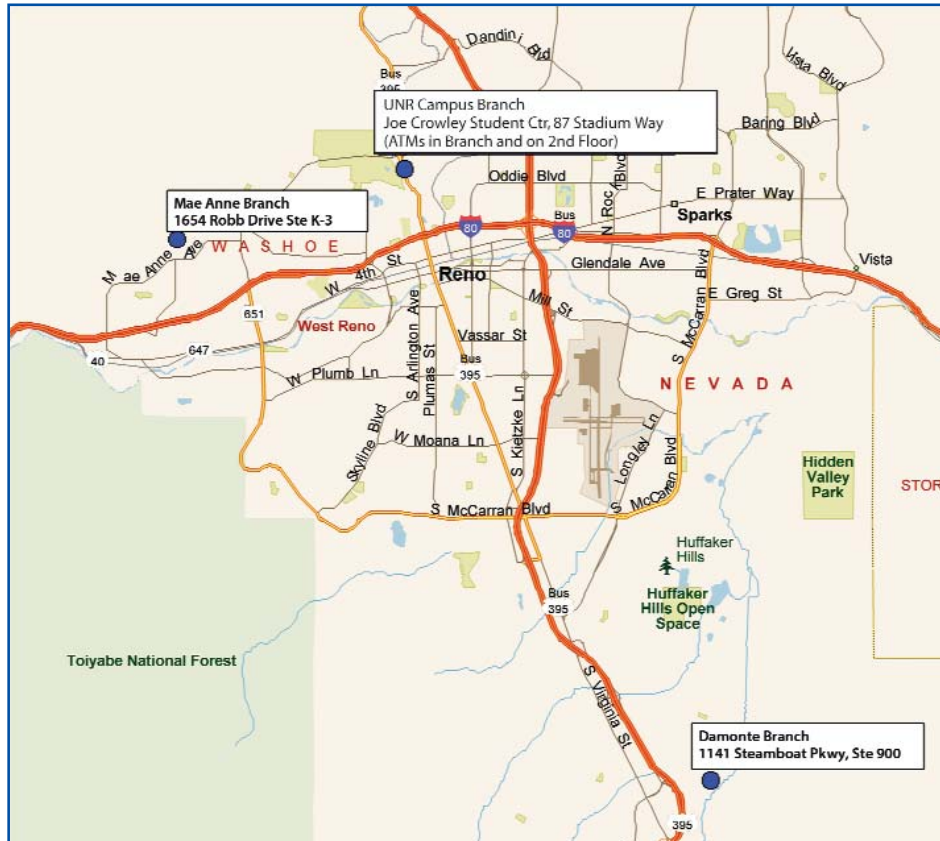 Dandini Blvd
Vista Blvd
Bus
395
UNR Campus Branch
Joe Crowley Student Ctr, 87 Stadium Way
(ATMs in Branch and on 2nd Floor)
Baring Blvd
Oddie Blvd
N Rock Blvd
E Prater Way
Sparks
Mae Anne Branch
1654 Robb Drive Ste K-3
WASHOE
Mae Anne Ave
80
Bus
80
W 4th St
Reno
Glendale Ave
Vista
E Greg St
651
West Reno
Mill St
S McCarran Blvd
S Arlington Ave
Vassar St
647
40
W Plumb Ln
Plumas St
Bus
395
S Kietzke Ln
NEVADA
Skyline Blvd
W Moana Ln
Longley Ln
S McCarran Blvd
Hidden
Valley
Park
STOR
S McCarran Blvd
Huffaker
Hills
Huffaker
Hills Open
Space
Bus
395
Toiyabe National Forest
S Virginia St
Damonte Branch
1141 Steamboat Pkwy, Ste 900
395